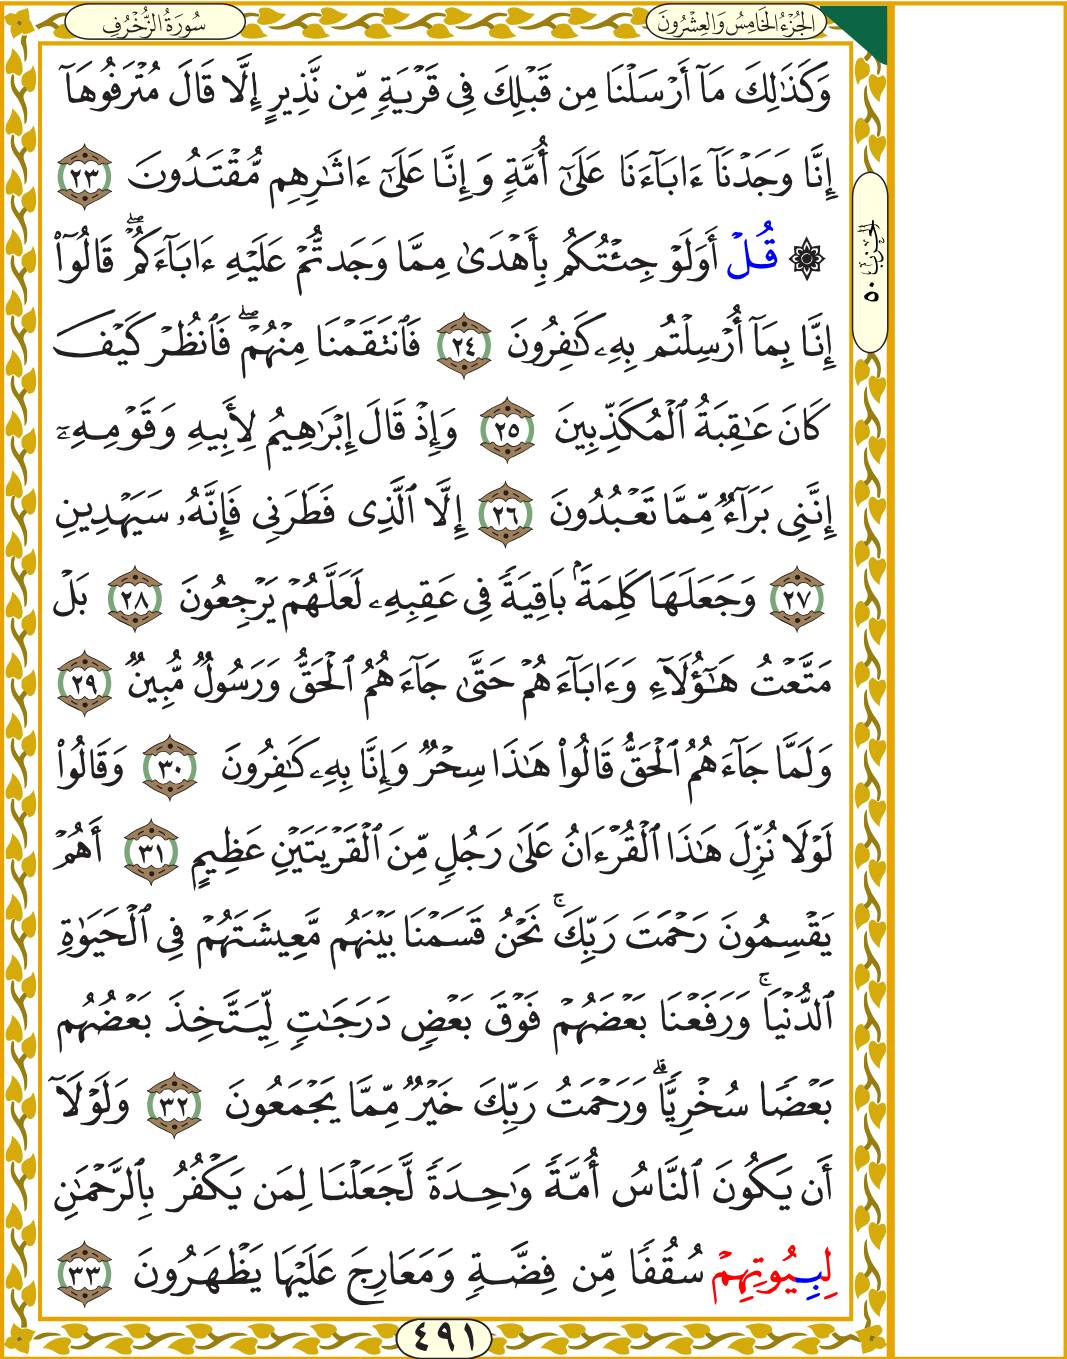 الجُزْءُ الخَامِسُ وَالعِشْرُونَ
سُورَةُ الزُّخْرُفِ
وَكَذَٰلِكَ مَآ أَرْسَلْنَا مِن قَبْلِكَ فِى قَرْيَةٍ مِّن نَّذِيرٍ إِلَّا قَالَ مُتْرَفُوهَآ
إِنَّا وَجَدْنَآ ءَابَآءَنَا عَلَىٰٓ أُمَّةٍ وَإِنَّا عَلَىٰٓ ءَاثَـٰرِهِم مُّقْتَدُونَ ٢٣
۞ قُلْ أَوَلَوْ جِئْتُكُم بِأَهْدَىٰ مِمَّا وَجَدتُّمْ عَلَيْهِ ءَابَآءَكُمْ ۖ قَالُوٓا۟
إِنَّا بِمَآ أُرْسِلْتُم بِهِۦ كَـٰفِرُونَ ٢٤ فَٱنتَقَمْنَا مِنْهُمْ ۖ فَٱنظُرْ كَيْفَ
كَانَ عَـٰقِبَةُ ٱلْمُكَذِّبِينَ ٢٥ وَإِذْ قَالَ إِبْرَٰهِيمُ لِأَبِيهِ وَقَوْمِهِۦٓ
إِنَّنِى بَرَآءٌ مِّمَّا تَعْبُدُونَ ٢٦ إِلَّا ٱلَّذِى فَطَرَنِى فَإِنَّهُۥ سَيَهْدِينِ
٢٧ وَجَعَلَهَا كَلِمَةًۢ بَاقِيَةً فِى عَقِبِهِۦ لَعَلَّهُمْ يَرْجِعُونَ ٢٨ بَلْ
مَتَّعْتُ هَـٰٓؤُلَآءِ وَءَابَآءَهُمْ حَتَّىٰ جَآءَهُمُ ٱلْحَقُّ وَرَسُولٌ مُّبِينٌ ٢٩
وَلَمَّا جَآءَهُمُ ٱلْحَقُّ قَالُوا۟ هَـٰذَا سِحْرٌ وَإِنَّا بِهِۦ كَـٰفِرُونَ ٣٠ وَقَالُوا۟
لَوْلَا نُزِّلَ هَـٰذَا ٱلْقُرْءَانُ عَلَىٰ رَجُلٍ مِّنَ ٱلْقَرْيَتَيْنِ عَظِيمٍ ٣١ أَهُمْ
يَقْسِمُونَ رَحْمَتَ رَبِّكَ ۚ نَحْنُ قَسَمْنَا بَيْنَهُم مَّعِيشَتَهُمْ فِى ٱلْحَيَوٰةِ
ٱلدُّنْيَا ۚ وَرَفَعْنَا بَعْضَهُمْ فَوْقَ بَعْضٍ دَرَجَـٰتٍ لِّيَتَّخِذَ بَعْضُهُم
بَعْضًا سُخْرِيًّا ۗ وَرَحْمَتُ رَبِّكَ خَيْرٌ مِّمَّا يَجْمَعُونَ ٣٢ وَلَوْلَآ
أَن يَكُونَ ٱلنَّاسُ أُمَّةً وَٰحِدَةً لَّجَعَلْنَا لِمَن يَكْفُرُ بِٱلرَّحْمَـٰنِ
لِبِيُوتِهِمْ سُقُفًا مِّن فِضَّةٍ وَمَعَارِجَ عَلَيْهَا يَظْهَرُونَ ٣٣
الحِزْبُ ٥٠
٤٩١